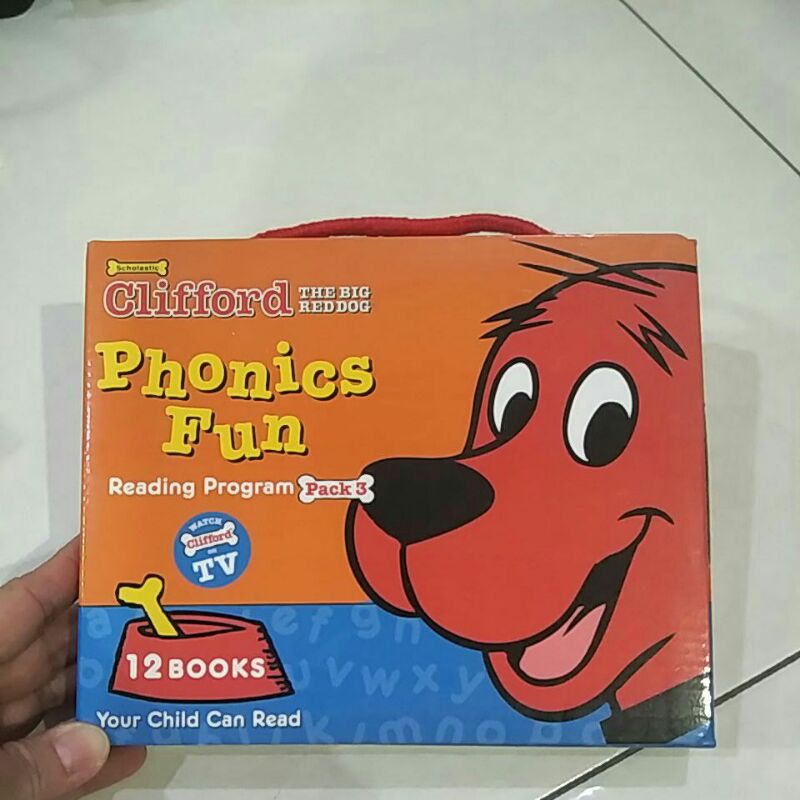 Scholastic
Clifford THE BIG RED DOG
Phonics
Fun
Reading Program Pack 3
WATCH
Clifford
on
TV
12 BOOKS
Your Child Can Read